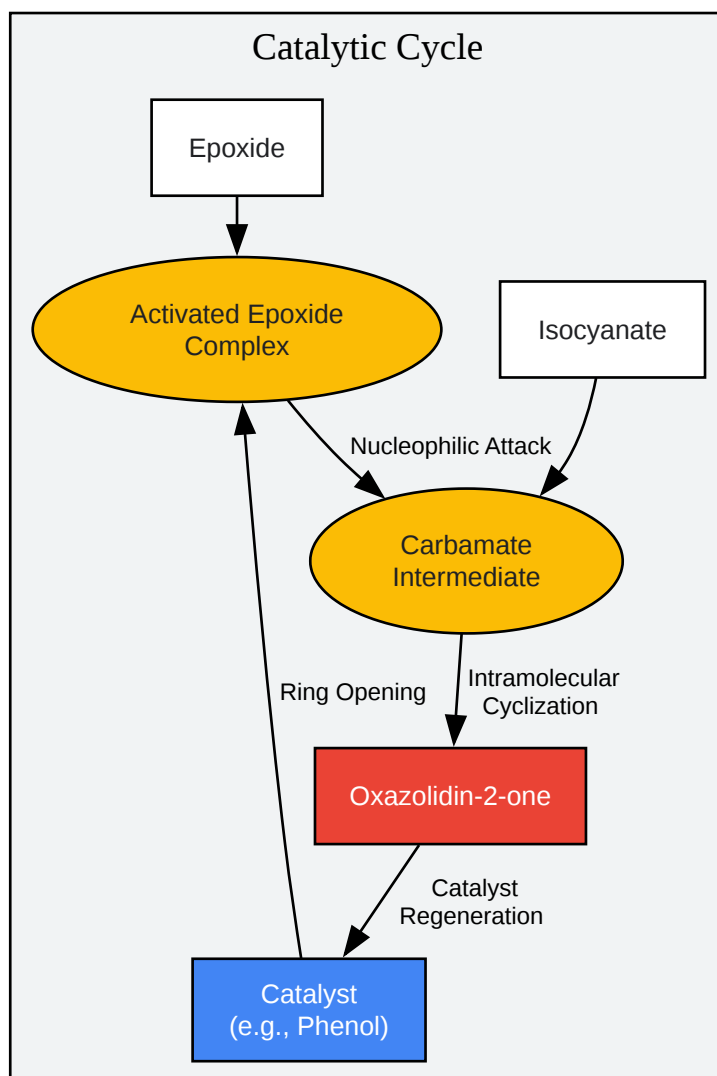 Catalytic Cycle
Epoxide
Activated Epoxide
Complex
Isocyanate
Nucleophilic Attack
Carbamate
Intermediate
Ring Opening
Intramolecular
Cyclization
Oxazolidin-2-one
Catalyst
Regeneration
Catalyst
(e.g., Phenol)